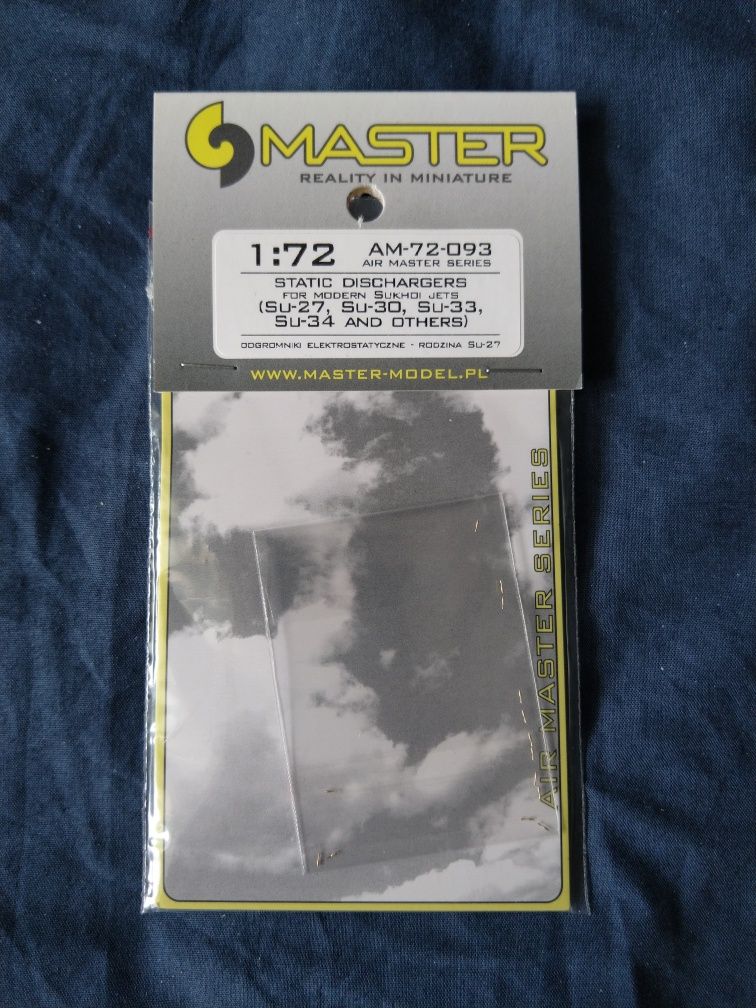 MASTER
REALITY IN MINIATURE
1:72 AM-72-093
AIR MASTER SERIES
STATIC DISCHARGERS
FOR MODERN SUKHOI JETS
(SU-27, SU-30, SU-33,
SU-34 AND OTHERS)
ODGROMNIKI ELEKTROSTATYCZNE - RODZINA SU-27
WWW.MASTER-MODEL.PL
AIR MASTER SERIES